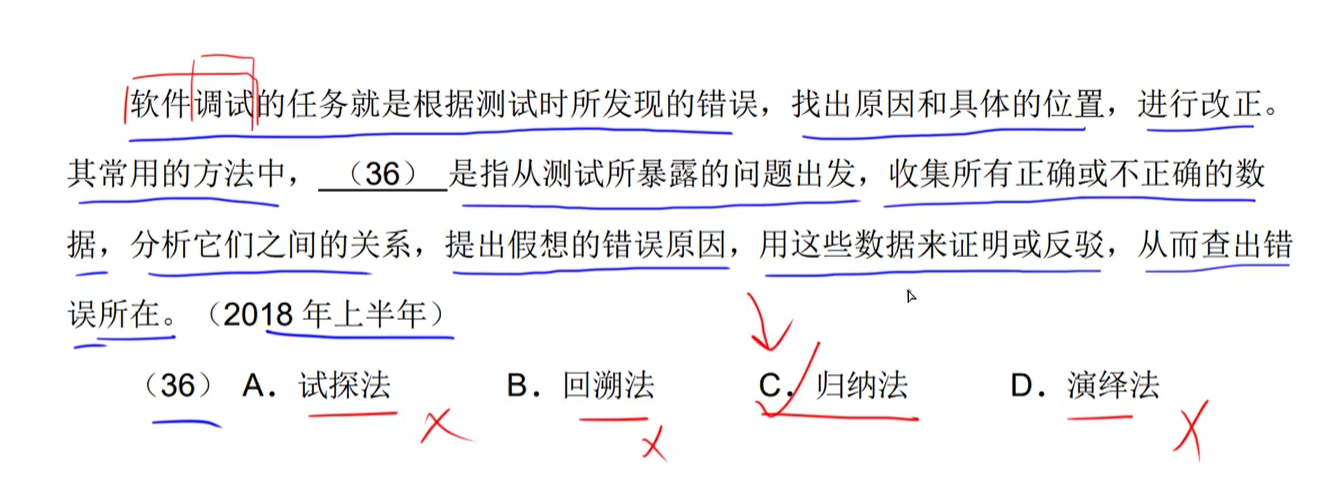 软件调试的任务就是根据测试时所发现的错误，找出原因和具体的位置，进行改正。
其常用的方法中，（36）是指从测试所暴露的问题出发，收集所有正确或不正确的数
据，分析它们之间的关系，提出假想的错误原因，用这些数据来证明或反驳，从而查出错
误所在。（2018 年上半年）
（36） A．试探法 B．回溯法 C．归纳法 D．演绎法